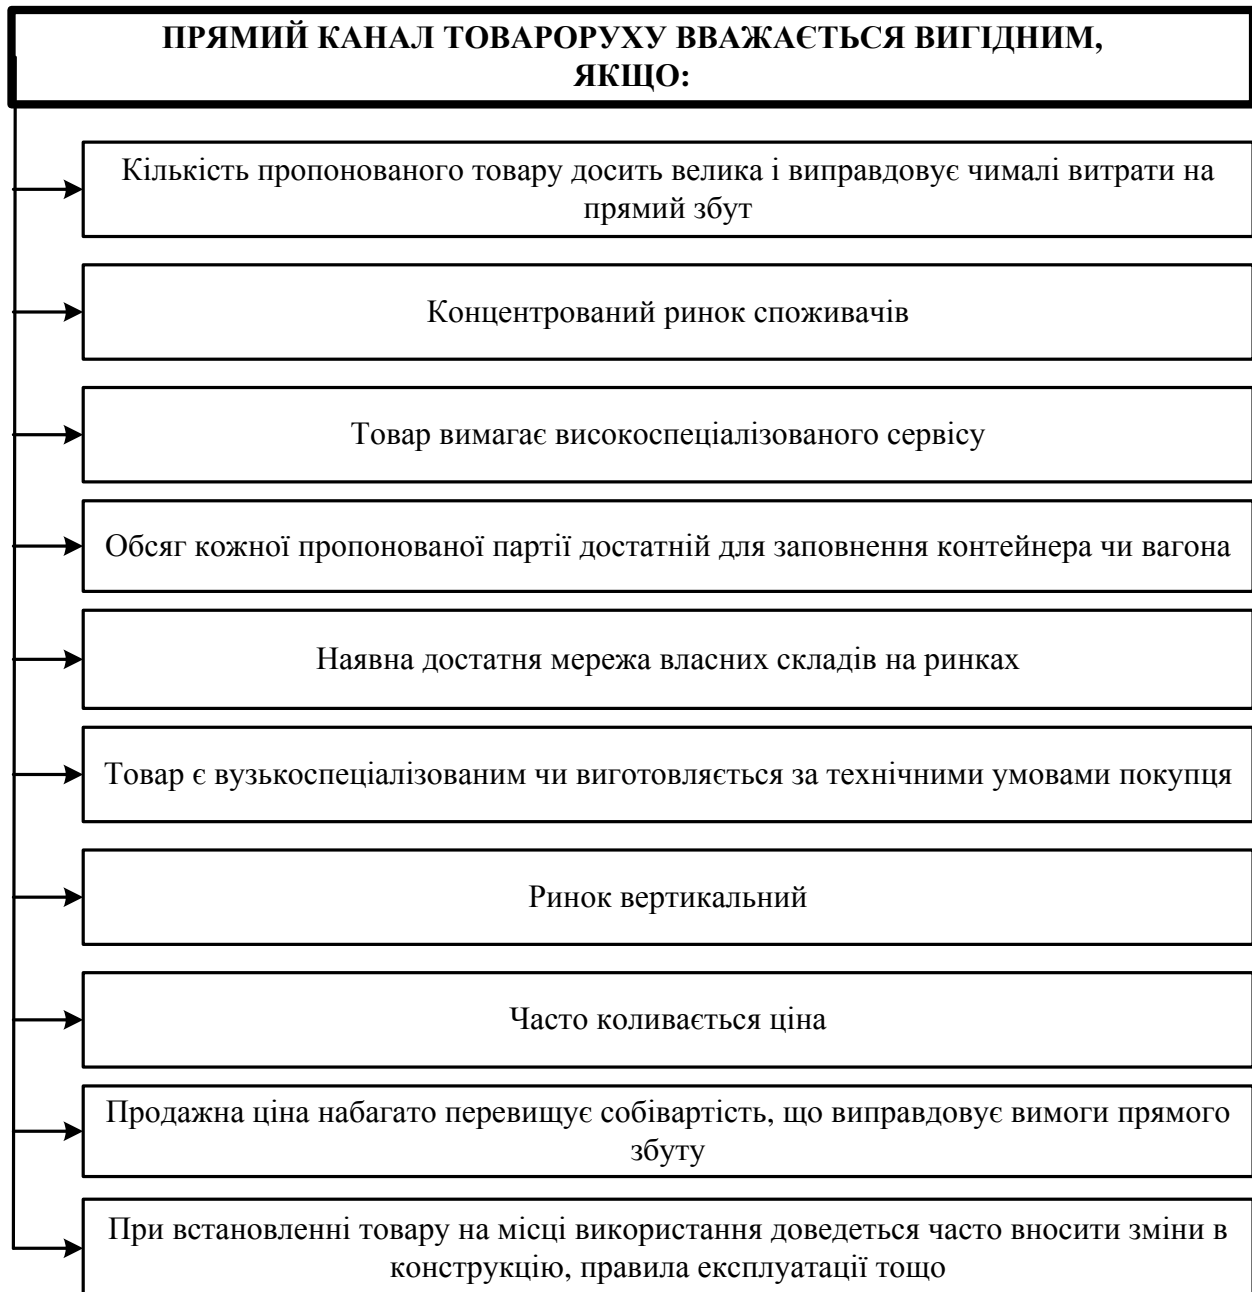 ПРЯМИЙ КАНАЛ ТОВАРОРУХУ ВВАЖАЄТЬСЯ ВИГІДНИМ,
ЯКЩО:
Кількість пропонованого товару досить велика і виправдовує чималі витрати на
прямий збут
Концентрований ринок споживачів
Товар вимагає високоспеціалізованого сервісу
Обсяг кожної пропонованої партії достатній для заповнення контейнера чи вагона
Наявна достатня мережа власних складів на ринках
Товар є вузькоспеціалізованим чи виготовляється за технічними умовами покупця
Ринок вертикальний
Часто коливається ціна
Продажна ціна набагато перевищує собівартість, що виправдовує вимоги прямого
збуту
При встановленні товару на місці використання доведеться часто вносити зміни в
конструкцію, правила експлуатації тощо